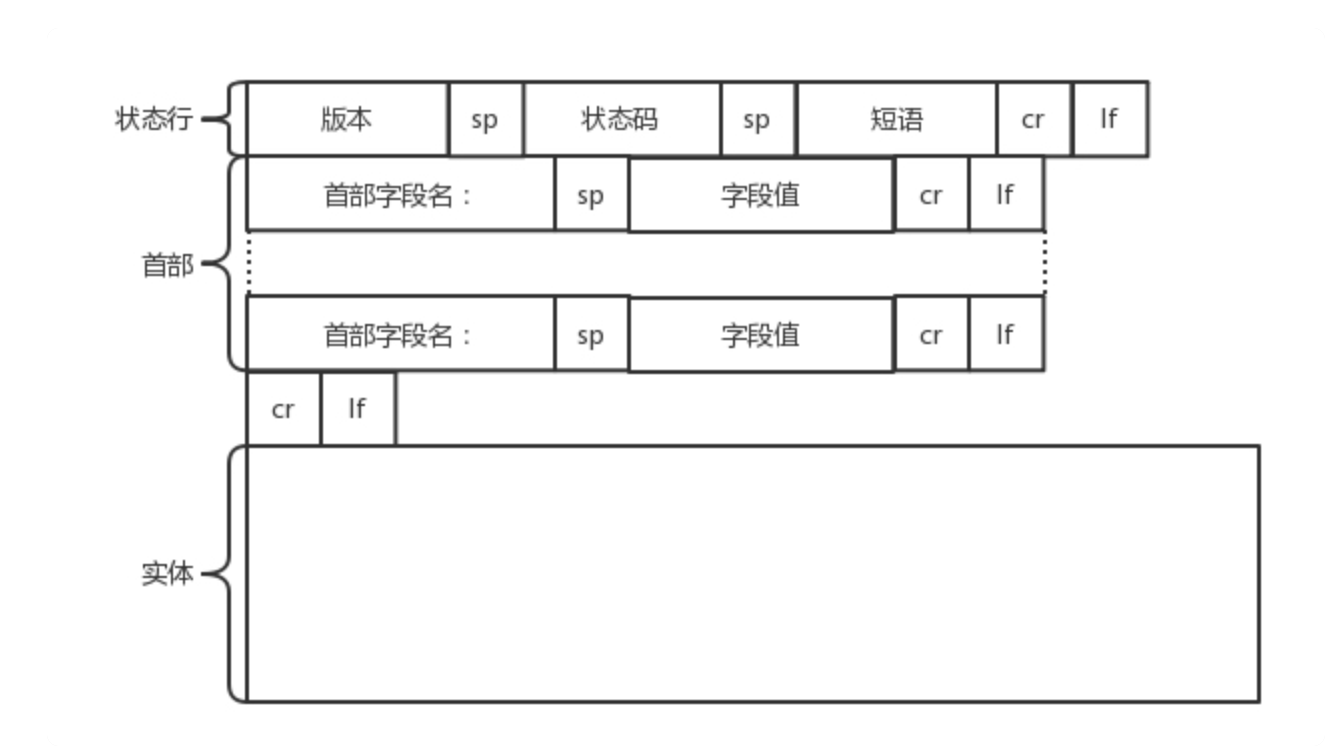 状态行 版本 sp 状态码 sp 短语 cr lf
首部字段名： sp 字段值 cr lf
首部
首部字段名： sp 字段值 cr lf
cr lf
实体